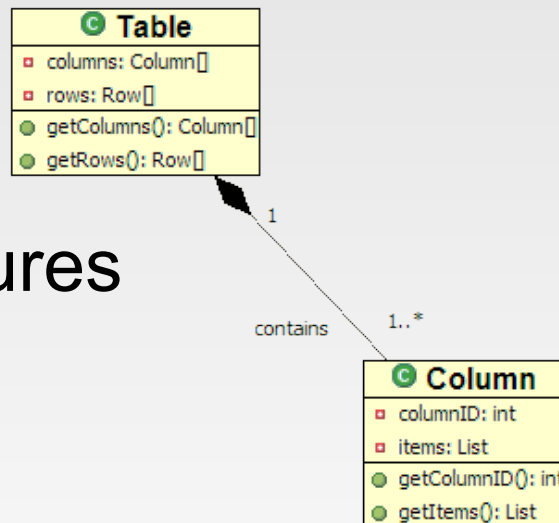 C Table
columns: Column[]
rows: Row[]
getColumns(): Column[]
getRows(): Row[]
1
ures
contains
1..*
C Column
columnID: int
items: List
getColumnID(): int
getItems(): List